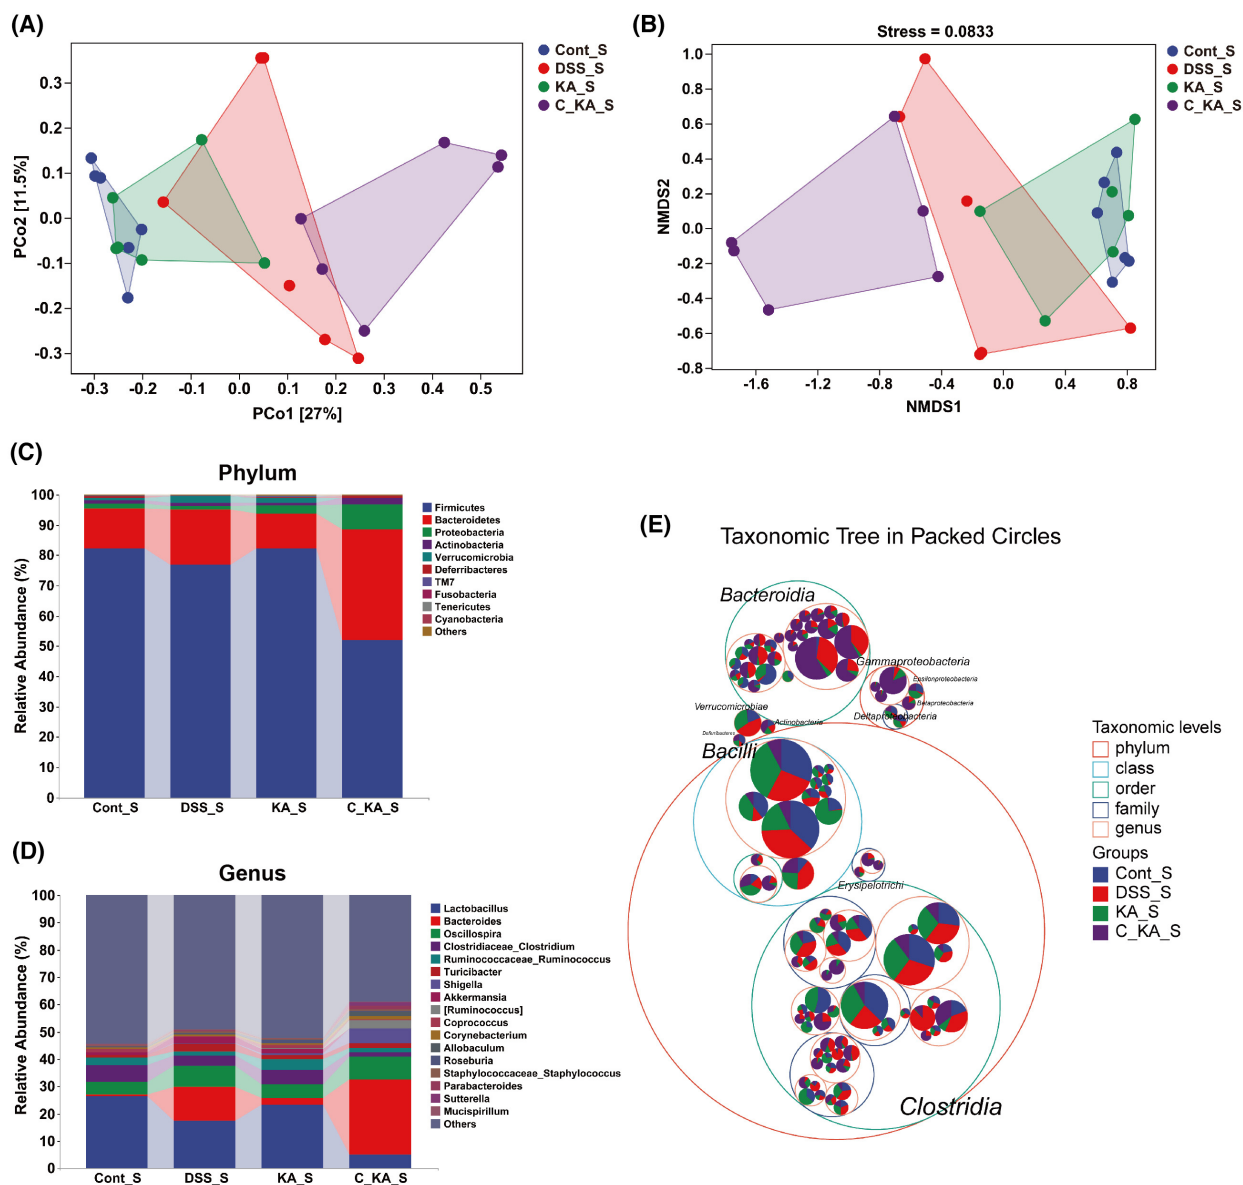 (A)
Cont_S
DSS_S
KA_S
C_KA_S
PCo2 [11.5%]
0.3
0.2
0.1
0.0
-0.1
-0.2
-0.3
-0.3 -0.2 -0.1 0.0 0.1 0.2 0.3 0.4 0.5
PCo1 [27%]
(B)
Stress = 0.0833
Cont_S
DSS_S
KA_S
C_KA_S
NMDS2
1.0
0.8
0.6
0.4
0.2
0.0
-0.2
-0.4
-0.6
-0.8
-1.6 -1.2 -0.8 -0.4 0.0 0.4 0.8
NMDS1
(C)
Phylum
Relative Abundance (%)
100
90
80
70
60
50
40
30
20
10
0
Cont_S DSS_S KA_S C_KA_S
Firmicutes
Bacteroidetes
Proteobacteria
Actinobacteria
Verrucomicrobia
Deferribacteres
TM7
Fusobacteria
Tenericutes
Cyanobacteria
Others
(D)
Genus
Relative Abundance (%)
100
90
80
70
60
50
40
30
20
10
0
Cont_S DSS_S KA_S C_KA_S
Lactobacillus
Bacteroides
Oscillospira
Clostridiaceae_Clostridium
Ruminococcaceae_Ruminococcus
Turicibacter
Shigella
Akkermansia
[Ruminococcus]
Coprococcus
Corynebacterium
Allobaculum
Roseburia
Staphylococcaceae_Staphylococcus
Parabacteroides
Sutterella
Mucispirillum
Others
(E)
Taxonomic Tree in Packed Circles
Bacteroidia
Gammaproteobacteria
Epsilonproteobacteria
Betaproteobacteria
Deltaproteobacteria
Verrucomicrobiae
Actinobacteria
Deferribacteres
Bacilli
Erysipelotrichi
Clostridia
Taxonomic levels
phylum
class
order
family
genus
Groups
Cont_S
DSS_S
KA_S
C_KA_S